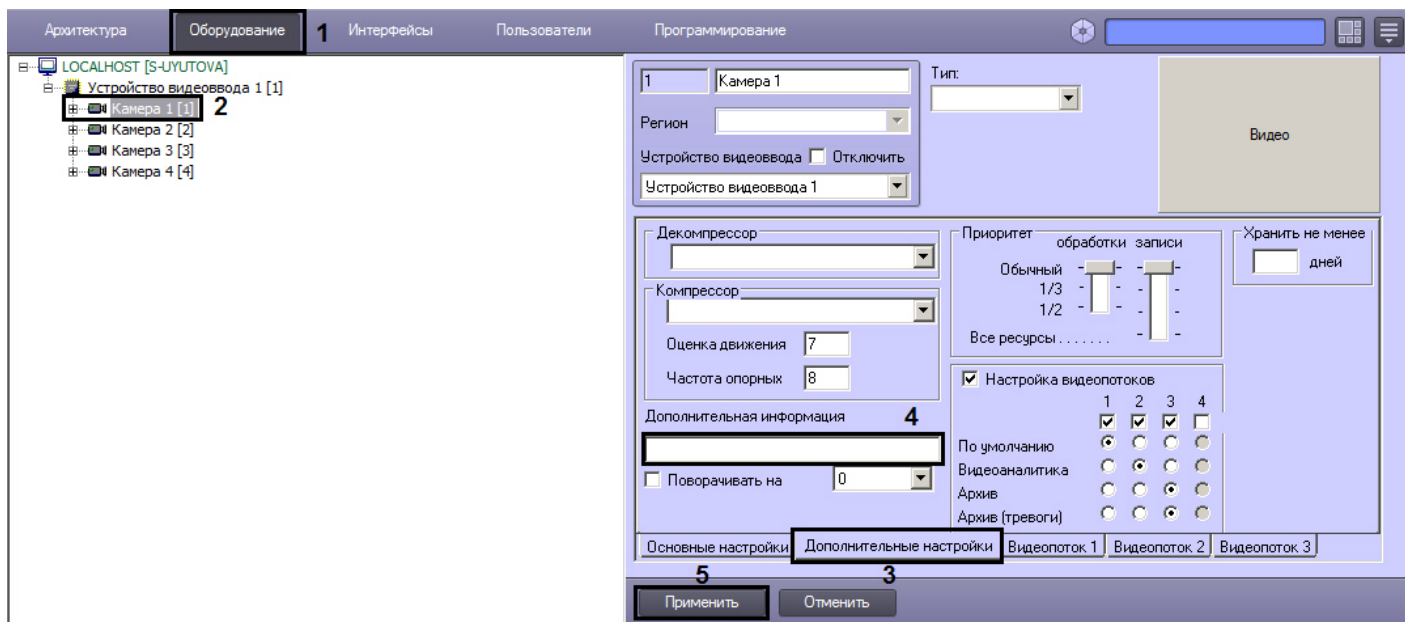 Архитектура Оборудование 1 Интерфейсы Пользователи Программирование
LOCALHOST [S-UYUTOVA]
Устройство видеоввода 1 [1]
Камера 1 [1] 2
Камера 2 [2]
Камера 3 [3]
Камера 4 [4]
1 Камера 1
Тип:
Регион
Видео
Устройство видеоввода Отключить
Устройство видеоввода 1
Декомпрессор
Компрессор
Оценка движения 7
Частота опорных 8
Дополнительная информация 4
Поворачивать на 0
Приоритет
обработки записи
Обычный
1/3
1/2
Все ресурсы . . . . . . .
Хранить не менее
дней
Настройка видеопотоков
1 2 3 4
По умолчанию
Видеоаналитика
Архив
Архив (тревоги)
Основные настройки Дополнительные настройки Видеопоток 1 Видеопоток 2 Видеопоток 3
5 3
Применить Отменить